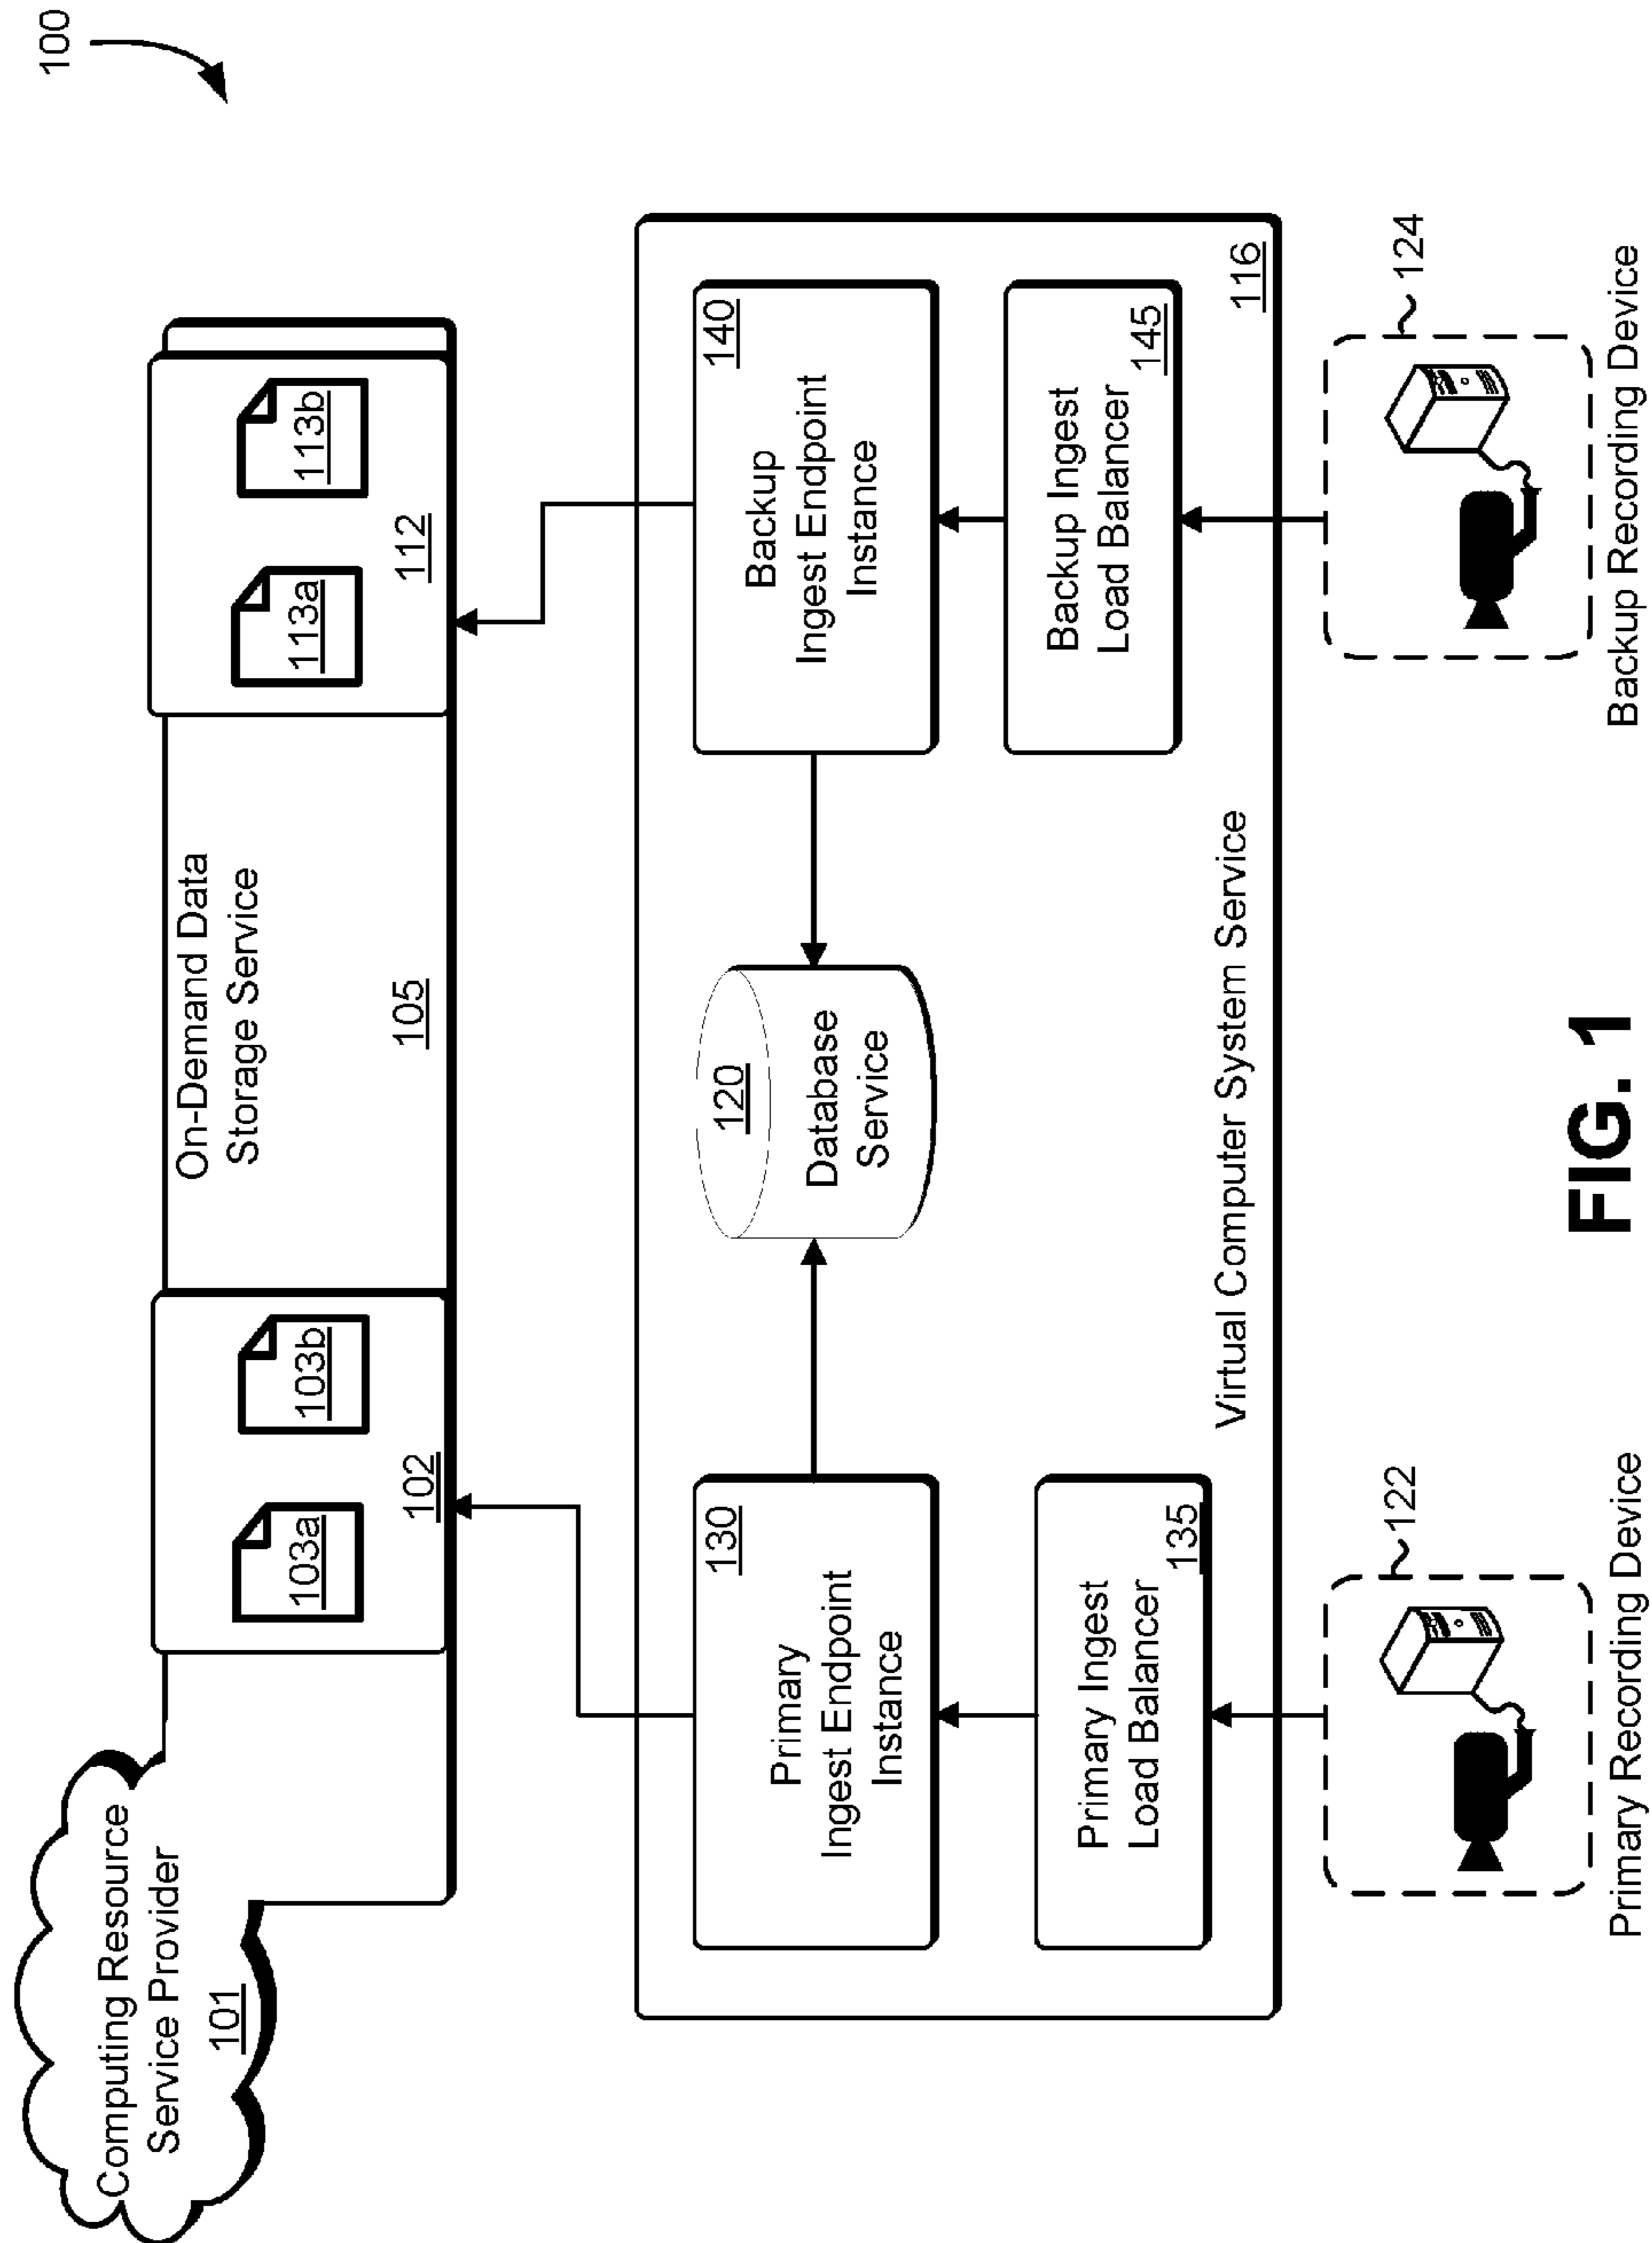 100
Computing Resource
Service Provider
101
103a
103b
102
On-Demand Data
Storage Service
105
113a
113b
112
Primary
Ingest Endpoint
Instance
130
120
Database
Service
Backup
Ingest Endpoint
Instance
140
Primary Ingest
Load Balancer
135
Backup Ingest
Load Balancer
145
Virtual Computer System Service
116
122
Primary Recording Device
124
Backup Recording Device
FIG. 1